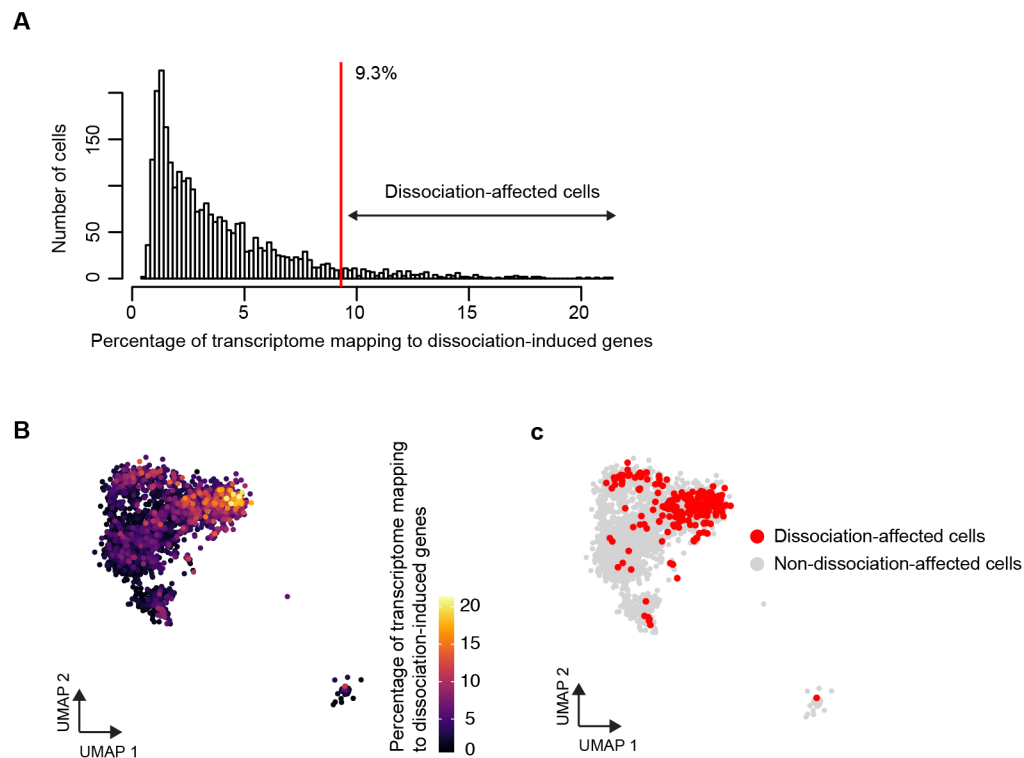 A
9.3%
Dissociation-affected cells
Number of cells
150
50
0
0
5
10
15
20
Percentage of transcriptome mapping to dissociation-induced genes
B
Percentage of transcriptome mapping
to dissociation-induced genes
20
15
10
5
0
UMAP 2
UMAP 1
c
Dissociation-affected cells
Non-dissociation-affected cells
UMAP 2
UMAP 1